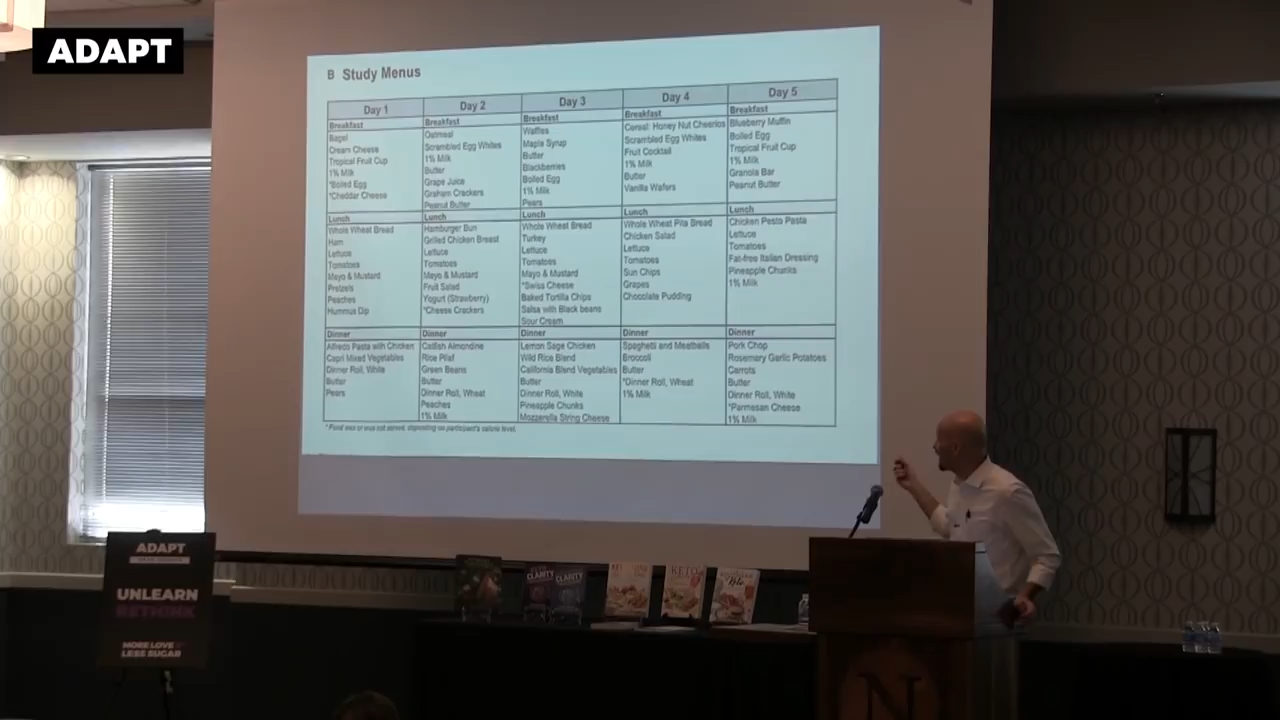 ADAPT
B Study Menus
Day 1
Breakfast
Bagel
Cream Cheese
Tropical Fruit Cup
1% Milk
*Boiled Egg
*Cheddar Cheese
Lunch
Whole Wheat Bread
Ham
Lettuce
Tomatoes
Mayo & Mustard
Pretzels
Peaches
Hummus Dip
Dinner
Alfredo Pasta with Chicken
Capri Mixed Vegetables
Dinner Roll, White
Butter
Pears
Day 2
Breakfast
Oatmeal
Scrambled Egg Whites
1% Milk
Butter
Grape Juice
Graham Crackers
Peanut Butter
Lunch
Hamburger Bun
Grilled Chicken Breast
Lettuce
Tomatoes
Mayo & Mustard
Fruit Salad
Yogurt (Strawberry)
*Cheese Crackers
Dinner
Catfish Almondine
Rice Pilaf
Green Beans
Butter
Dinner Roll, Wheat
Peaches
1% Milk
Day 3
Breakfast
Waffles
Maple Syrup
Butter
Blackberries
Boiled Egg
1% Milk
Pears
Lunch
Whole Wheat Bread
Turkey
Lettuce
Tomatoes
Mayo & Mustard
*Swiss Cheese
Baked Tortilla Chips
Salsa with Black beans
Sour Cream
Dinner
Lemon Sage Chicken
Wild Rice Blend
California Blend Vegetables
Butter
Dinner Roll, White
Pineapple Chunks
Mozzerella String Cheese
Day 4
Breakfast
Cereal: Honey Nut Cheerios
Scrambled Egg Whites
Fruit Cocktail
1% Milk
Butter
Vanilla Wafers
Lunch
Whole Wheat Pita Bread
Chicken Salad
Lettuce
Tomatoes
Sun Chips
Grapes
Chocolate Pudding
Dinner
Spaghetti and Meatballs
Broccoli
Butter
*Dinner Roll, Wheat
1% Milk
Day 5
Breakfast
Blueberry Muffin
Boiled Egg
Tropical Fruit Cup
1% Milk
Granola Bar
Peanut Butter
Lunch
Chicken Pesto Pasta
Lettuce
Tomatoes
Fat-free Italian Dressing
Pineapple Chunks
1% Milk
Dinner
Pork Chop
Rosemary Garlic Potatoes
Carrots
Butter
Dinner Roll, White
*Parmesan Cheese
1% Milk
* Food was or was not served, depending on participant's calorie level.
ADAPT
UNLEARN
RETHINK
MORE LOVE
LESS SUGAR
CLARITY
CLARITY
KETO
N